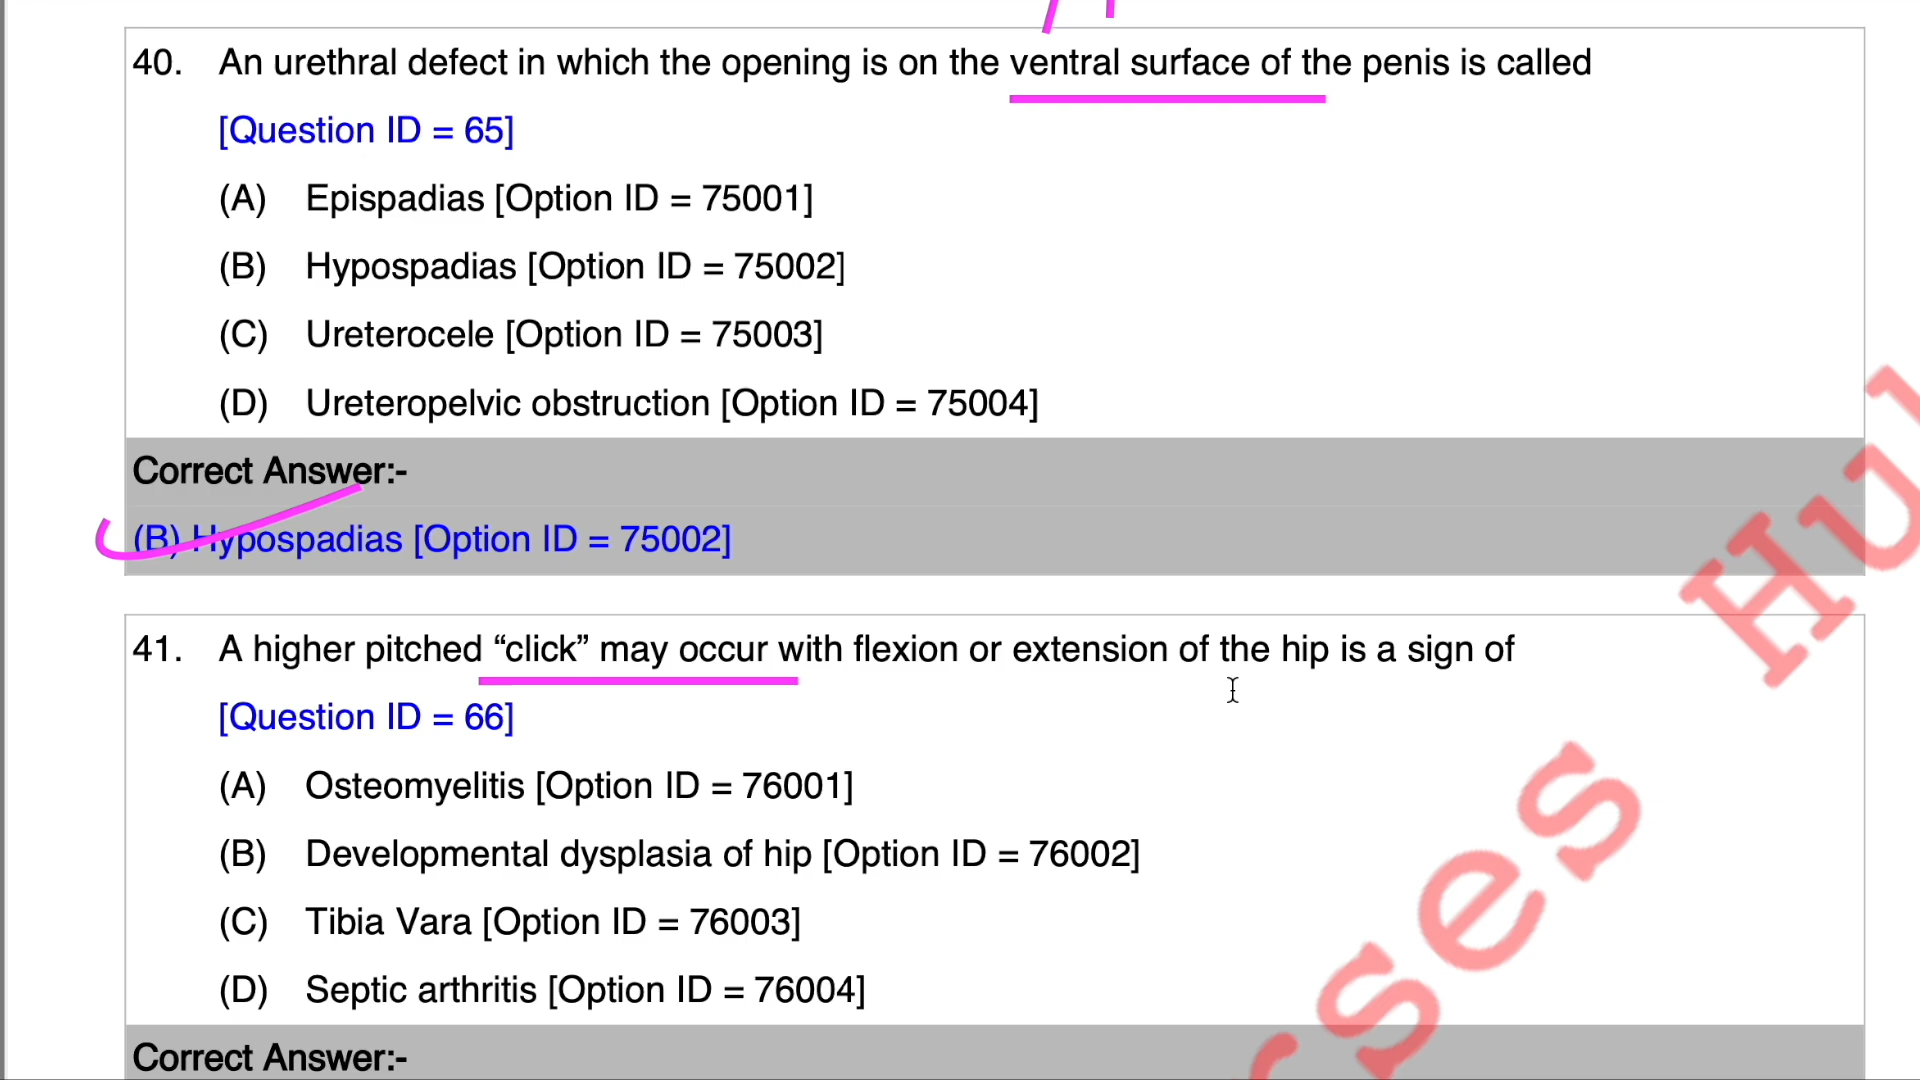 40. An urethral defect in which the opening is on the ventral surface of the penis is called
[Question ID = 65]
(A) Epispadias [Option ID = 75001]
(B) Hypospadias [Option ID = 75002]
(C) Ureterocele [Option ID = 75003]
(D) Ureteropelvic obstruction [Option ID = 75004]
Correct Answer:-
(B) Hypospadias [Option ID = 75002]
41. A higher pitched “click” may occur with flexion or extension of the hip is a sign of
[Question ID = 66]
(A) Osteomyelitis [Option ID = 76001]
(B) Developmental dysplasia of hip [Option ID = 76002]
(C) Tibia Vara [Option ID = 76003]
(D) Septic arthritis [Option ID = 76004]
Correct Answer:-